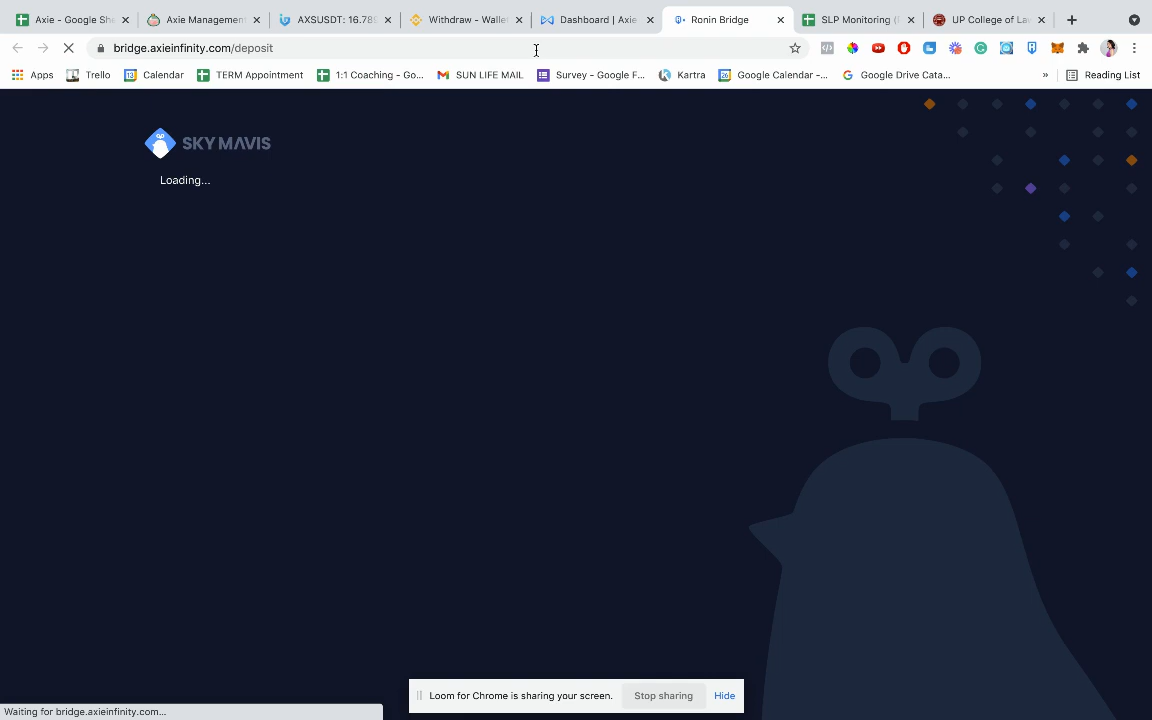 Axie - Google She
Axie Management
AXSUSDT: 16.789
Withdraw - Wallet
Dashboard | Axie
Ronin Bridge
SLP Monitoring (
UP College of Law
bridge.axieinfinity.com/deposit
Apps
Trello
Calendar
TERM Appointment
1:1 Coaching - Go...
SUN LIFE MAIL
Survey - Google F...
Kartra
Google Calendar -...
Google Drive Cata...
»
Reading List
SKY MAVIS
Loading...
Loom for Chrome is sharing your screen.
Stop sharing
Hide
Waiting for bridge.axieinfinity.com...